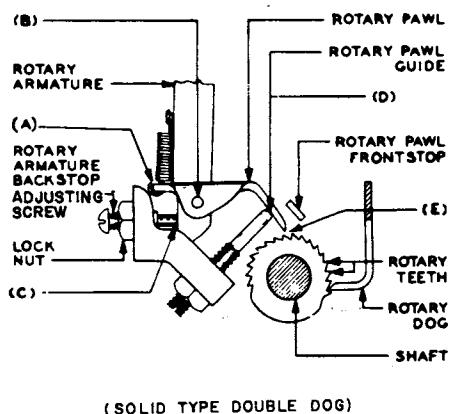 (B)
ROTARY PAWL
ROTARY
ARMATURE
ROTARY PAWL
GUIDE
(D)
(A)
ROTARY
ARMATURE
BACKSTOP
ADJUSTING
SCREW
ROTARY PAWL
FRONTSTOP
(E)
LOCK
NUT
(C)
ROTARY
TEETH
ROTARY
DOG
SHAFT
(SOLID TYPE DOUBLE DOG)